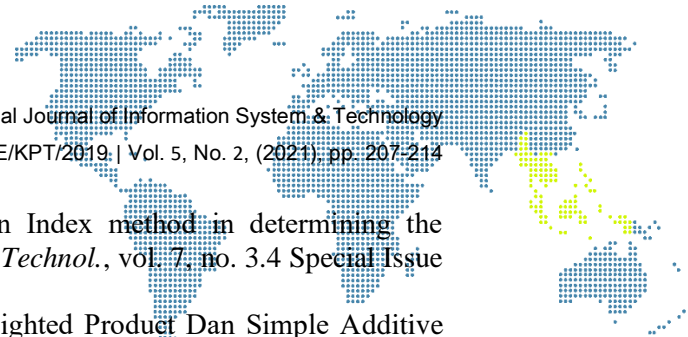 al Journal of Information System & Technology
E/KPT/2019 | Vol. 5, No. 2, (2021), pp. 207-214
n Index method in determining the
Technol., vol. 7, no. 3.4 Special Issue
ighted Product Dan Simple Additive